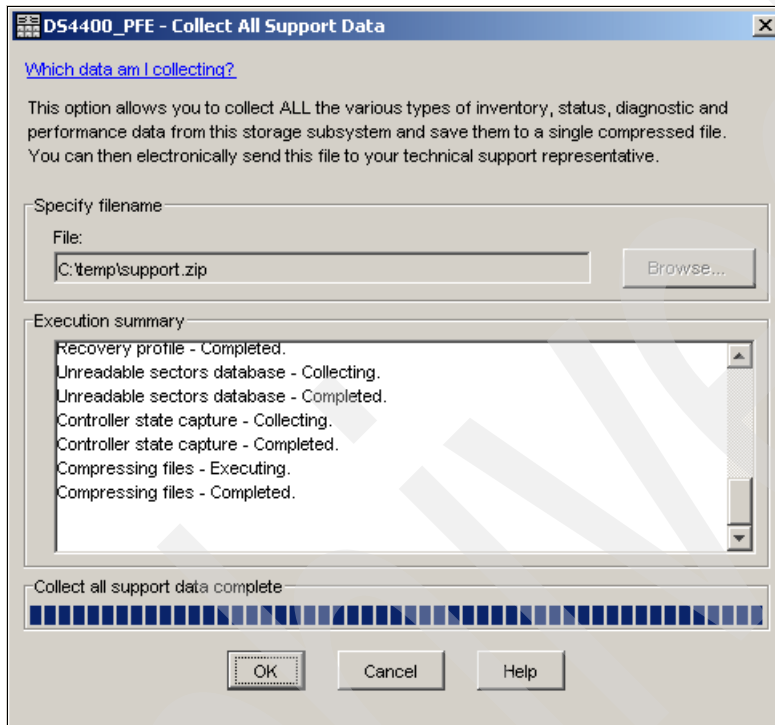 DS4400_PFE - Collect All Support Data
Which data am I collecting?
This option allows you to collect ALL the various types of inventory, status, diagnostic and
performance data from this storage subsystem and save them to a single compressed file.
You can then electronically send this file to your technical support representative.
Specify filename
File:
C:\temp\support.zip
Browse...
Execution summary
Recovery profile - Completed.
Unreadable sectors database - Collecting.
Unreadable sectors database - Completed.
Controller state capture - Collecting.
Controller state capture - Completed.
Compressing files - Executing.
Compressing files - Completed.
Collect all support data complete
OK Cancel Help